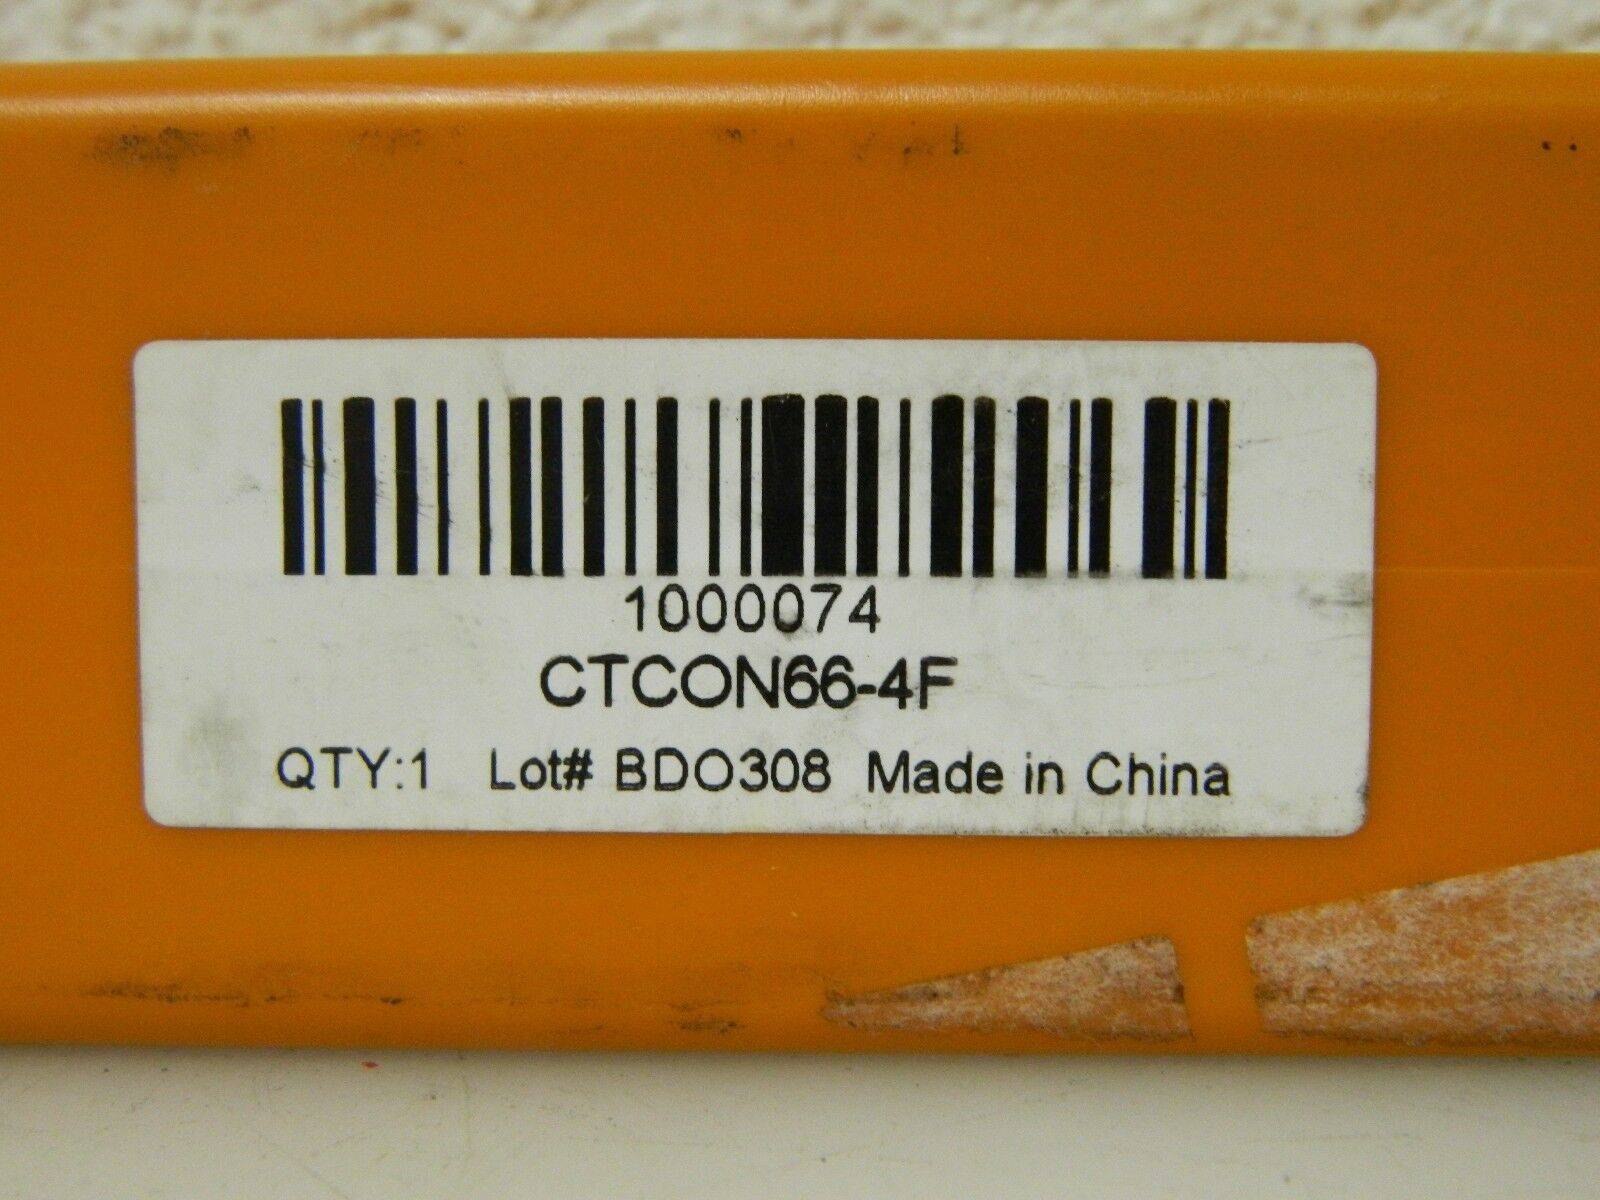 1000074
CTCON66-4F
QTY:1 Lot# BDO308 Made in China